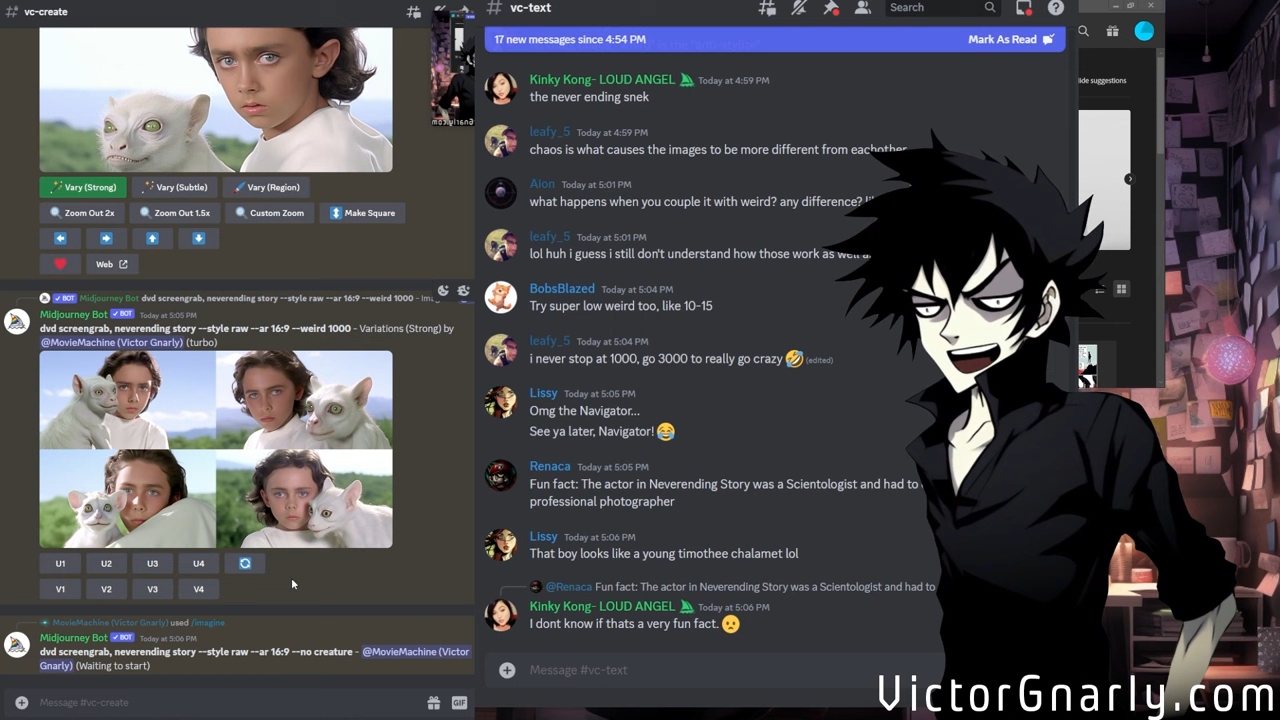 vc-create
Vary (Strong)
Vary (Subtle)
Vary (Region)
Zoom Out 2x
Zoom Out 1.5x
Custom Zoom
Make Square
Web
BOT Midjourney Bot dvd screengrab, neverending story --style raw --ar 16:9 --weird 1000 -
Midjourney Bot BOT
Today at 5:05 PM
dvd screengrab, neverending story --style raw --ar 16:9 --weird 1000 - Variations (Strong) by
@MovieMachine (Victor Gnarly) (turbo)
U1
U2
U3
U4
V1
V2
V3
V4
MovieMachine (Victor Gnarly) used /imagine
Midjourney Bot BOT Today at 5:06 PM
dvd screengrab, neverending story --style raw --ar 16:9 --no creature - @MovieMachine (Victor
Gnarly) (Waiting to start)
Message #vc-create
GIF
vc-text
Search
17 new messages since 4:54 PM
Mark As Read
Kinky Kong- LOUD ANGEL Today at 4:59 PM
the never ending snek
leafy_5 Today at 4:59 PM
chaos is what causes the images to be more different from eachother
Aion Today at 5:01 PM
what happens when you couple it with weird? any difference?
leafy_5 Today at 5:01 PM
lol huh i guess i still don't understand how those work as well
BobsBlazed Today at 5:04 PM
Try super low weird too, like 10-15
leafy_5 Today at 5:04 PM
i never stop at 1000, go 3000 to really go crazy 🤣 (edited)
Lissy Today at 5:05 PM
Omg the Navigator...
See ya later, Navigator! 😂
Renaca Today at 5:05 PM
Fun fact: The actor in Neverending Story was a Scientologist and had to
professional photographer
Lissy Today at 5:06 PM
That boy looks like a young timothee chalamet lol
@Renaca Fun fact: The actor in Neverending Story was a Scientologist and had to
Kinky Kong- LOUD ANGEL Today at 5:06 PM
I dont know if thats a very fun fact. 😦
Message #vc-text
ide suggestions
VictorGnarly.com